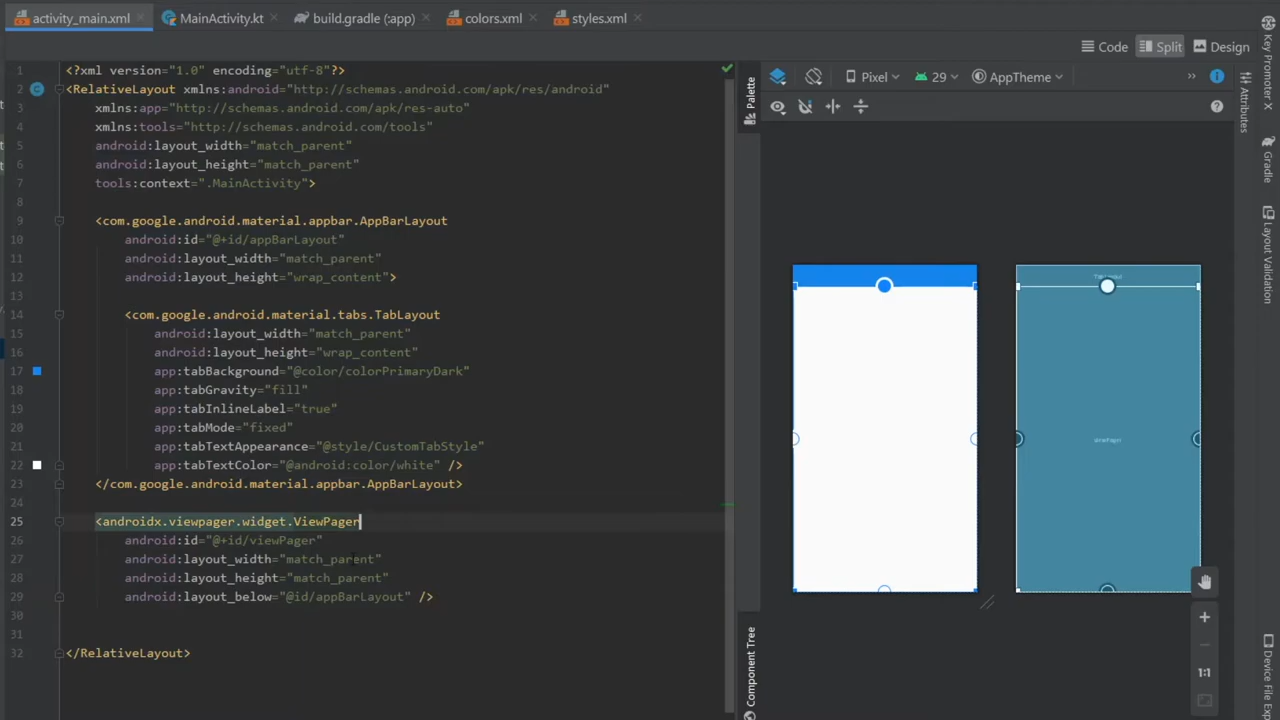 activity_main.xml MainActivity.kt build.gradle (:app) colors.xml styles.xml
Code Split Design
Pixel 29 AppTheme
1 <?xml version="1.0" encoding="utf-8"?>
2 <RelativeLayout xmlns:android="http://schemas.android.com/apk/res/android"
3 xmlns:app="http://schemas.android.com/apk/res-auto"
4 xmlns:tools="http://schemas.android.com/tools"
5 android:layout_width="match_parent"
6 android:layout_height="match_parent"
7 tools:context=".MainActivity">
8
9 <com.google.android.material.appbar.AppBarLayout
10 android:id="@+id/appBarLayout"
11 android:layout_width="match_parent"
12 android:layout_height="wrap_content">
13
14 <com.google.android.material.tabs.TabLayout
15 android:layout_width="match_parent"
16 android:layout_height="wrap_content"
17 app:tabBackground="@color/colorPrimaryDark"
18 app:tabGravity="fill"
19 app:tabInlineLabel="true"
20 app:tabMode="fixed"
21 app:tabTextAppearance="@style/CustomTabStyle"
22 app:tabTextColor="@android:color/white" />
23 </com.google.android.material.appbar.AppBarLayout>
24
25 <androidx.viewpager.widget.ViewPager
26 android:id="@+id/viewPager"
27 android:layout_width="match_parent"
28 android:layout_height="match_parent"
29 android:layout_below="@id/appBarLayout" />
30
31
32 </RelativeLayout>
Palette
Component Tree
1:1
Attributes
Key Promoter X
Gradle
Layout Validation
Device File Exp